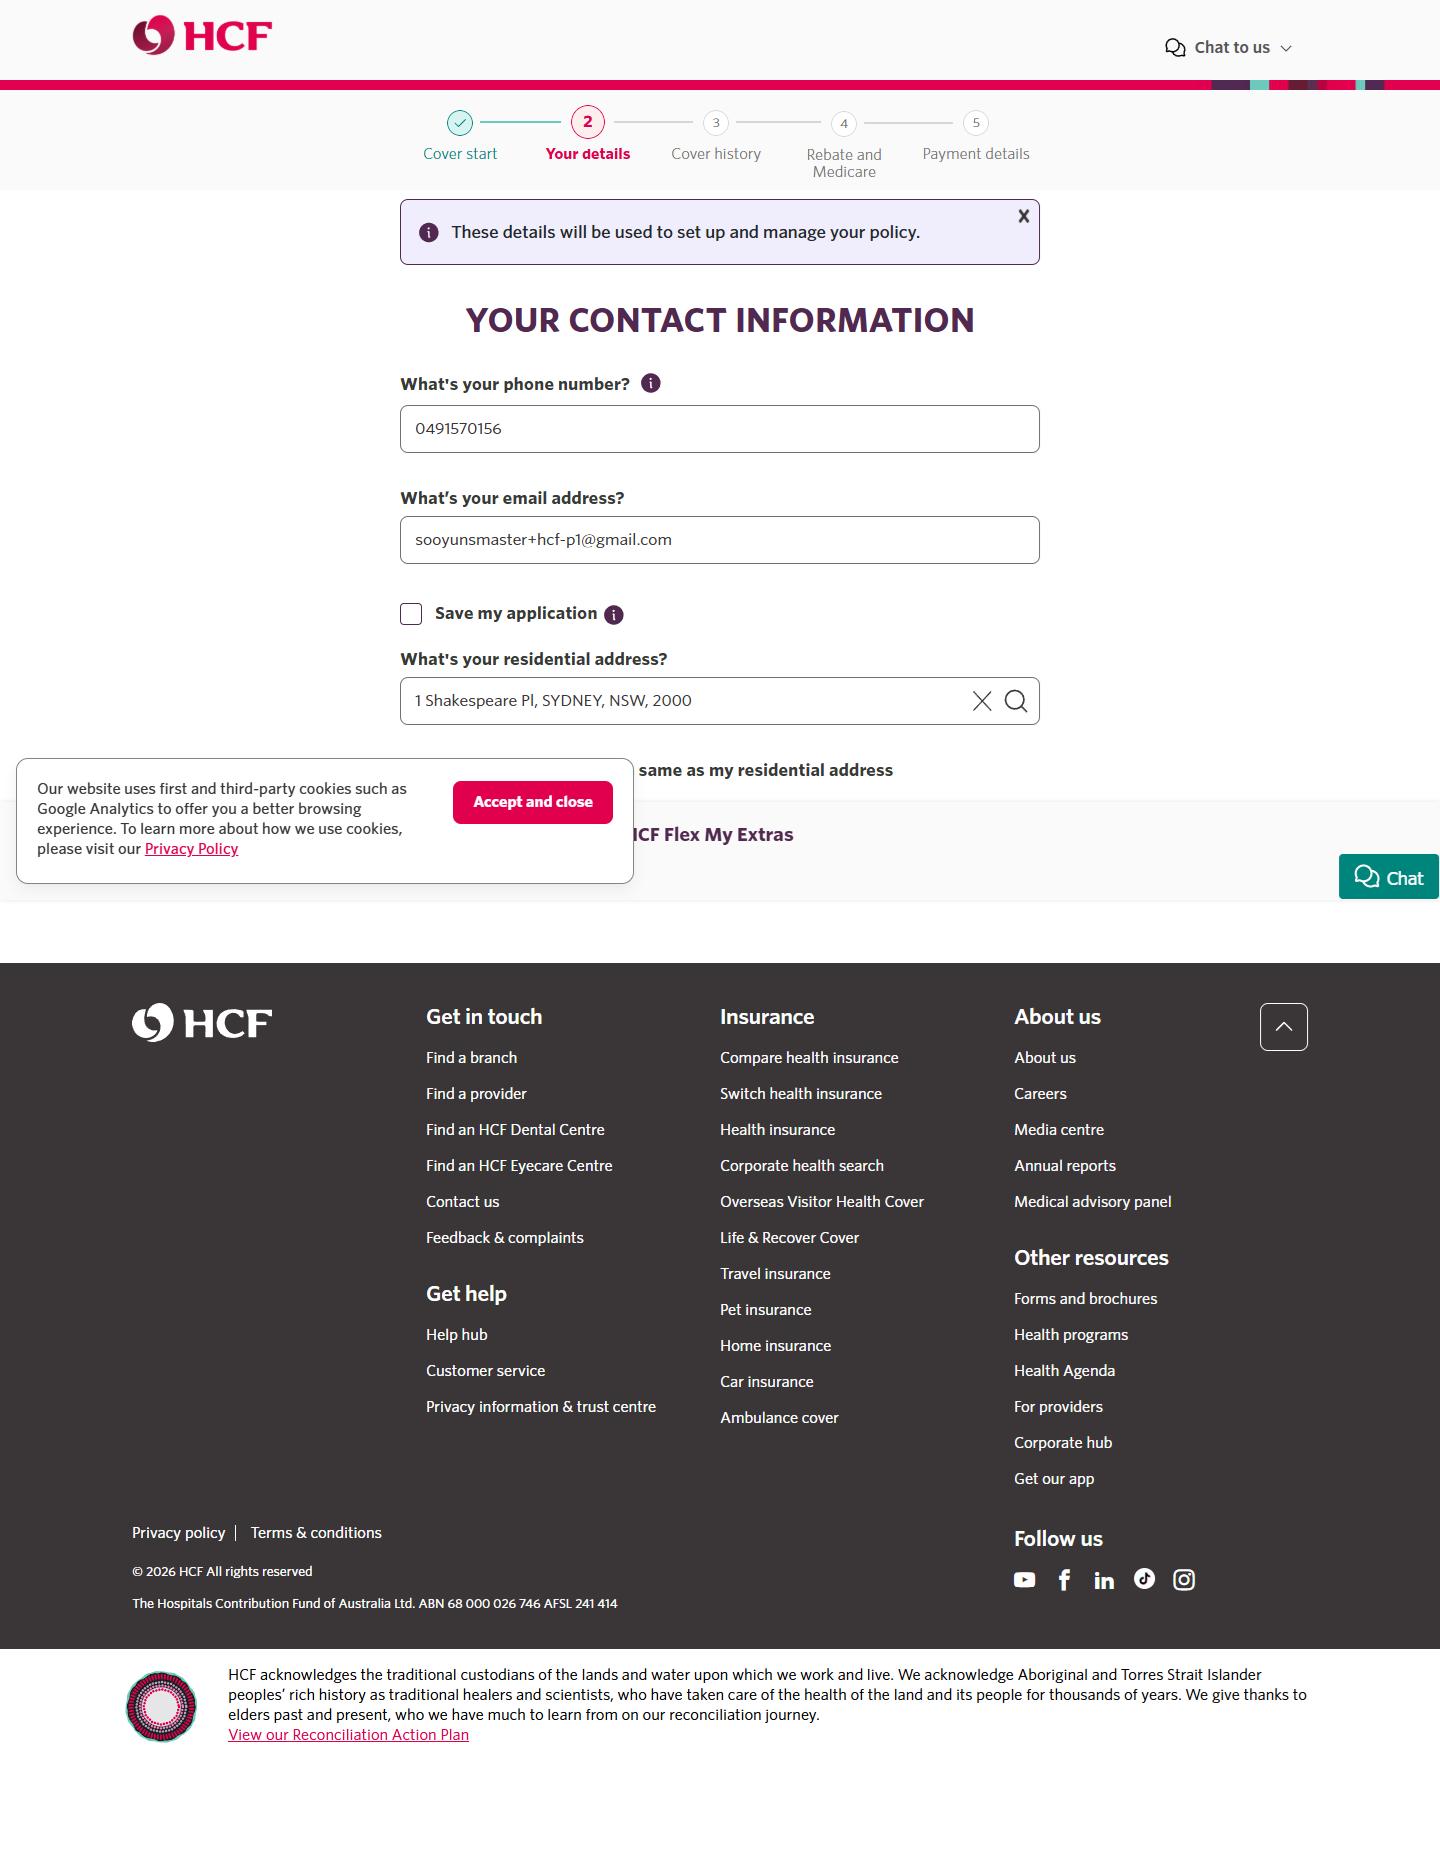 HCF
Chat to us
2
3
4
5
Cover start
Your details
Cover history
Rebate and
Medicare
Payment details
These details will be used to set up and manage your policy.
X
YOUR CONTACT INFORMATION
What's your phone number?
0491570156
What’s your email address?
sooyunsmaster+hcf-p1@gmail.com
Save my application
What's your residential address?
1 Shakespeare Pl, SYDNEY, NSW, 2000
same as my residential address
Our website uses first and third-party cookies such as
Google Analytics to offer you a better browsing
experience. To learn more about how we use cookies,
please visit our Privacy Policy
Accept and close
Flex My Extras
Chat
HCF
Get in touch
Find a branch
Find a provider
Find an HCF Dental Centre
Find an HCF Eyecare Centre
Contact us
Feedback & complaints
Get help
Help hub
Customer service
Privacy information & trust centre
Insurance
Compare health insurance
Switch health insurance
Health insurance
Corporate health search
Overseas Visitor Health Cover
Life & Recover Cover
Travel insurance
Pet insurance
Home insurance
Car insurance
Ambulance cover
About us
About us
Careers
Media centre
Annual reports
Medical advisory panel
Other resources
Forms and brochures
Health programs
Health Agenda
For providers
Corporate hub
Get our app
Follow us
Privacy policy
Terms & conditions
© 2026 HCF All rights reserved
The Hospitals Contribution Fund of Australia Ltd. ABN 68 000 026 746 AFSL 241 414
HCF acknowledges the traditional custodians of the lands and water upon which we work and live. We acknowledge Aboriginal and Torres Strait Islander
peoples’ rich history as traditional healers and scientists, who have taken care of the health of the land and its people for thousands of years. We give thanks to
elders past and present, who we have much to learn from on our reconciliation journey.
View our Reconciliation Action Plan